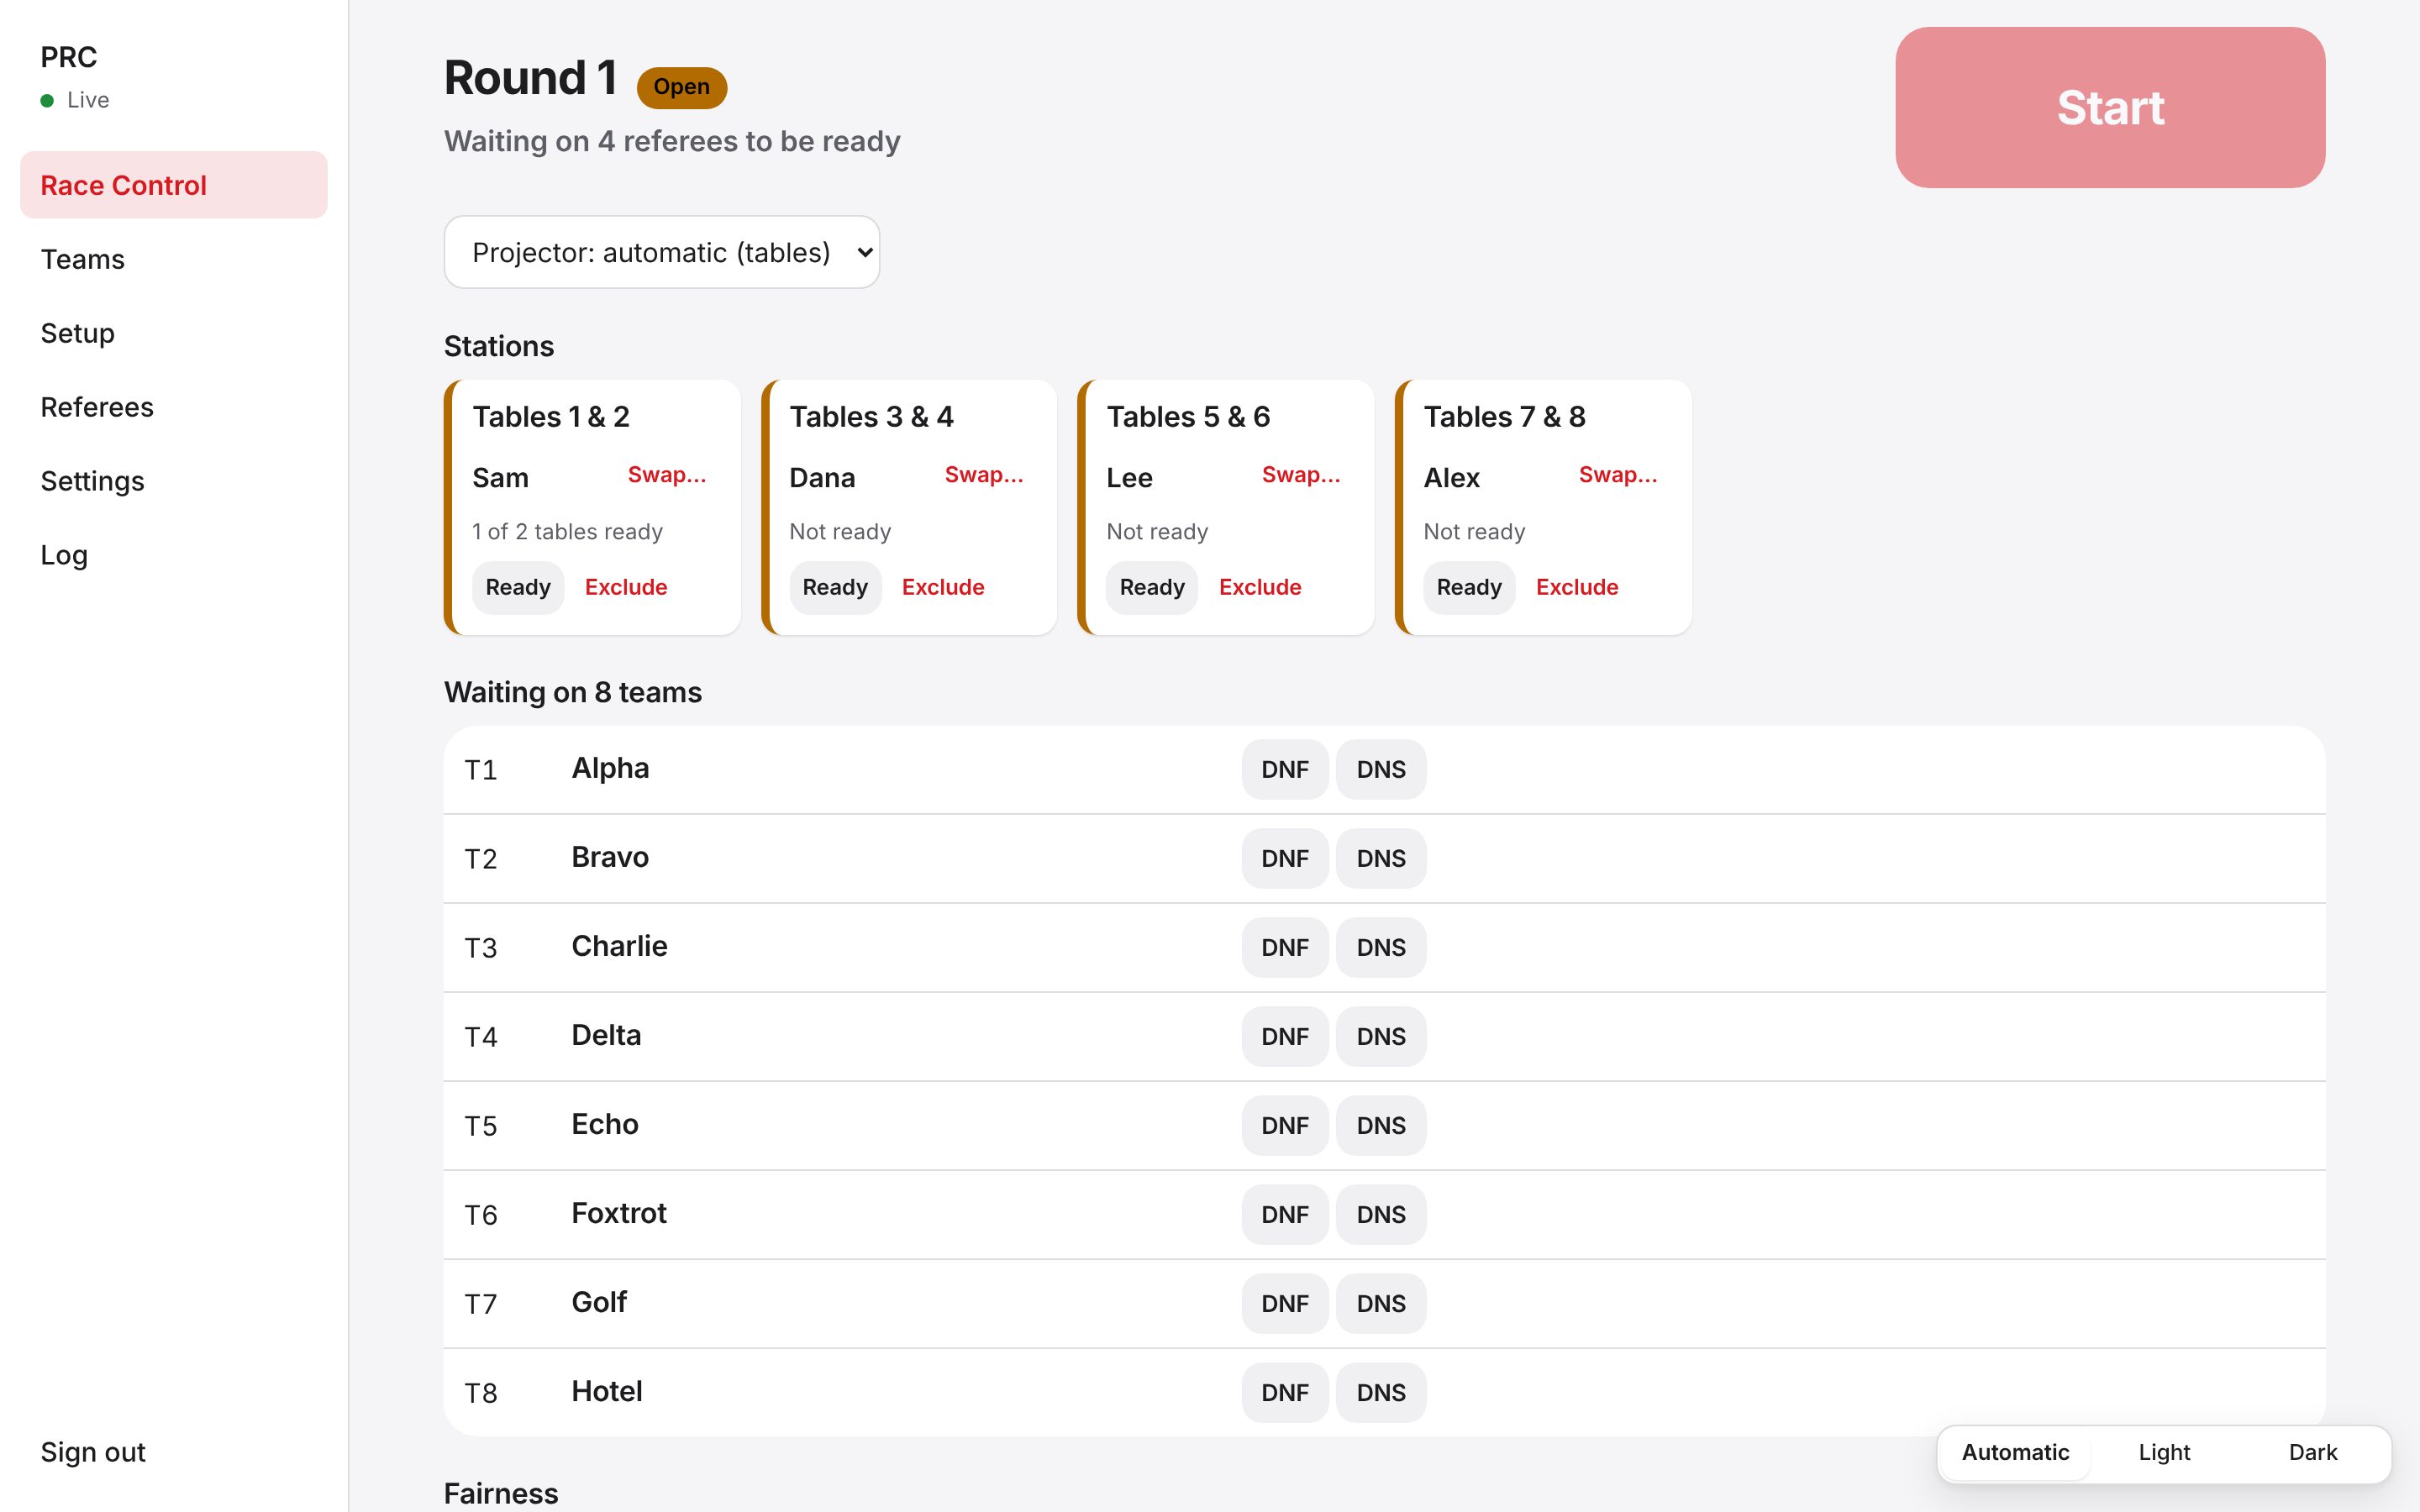 PRC
Live
Race Control
Teams
Setup
Referees
Settings
Log
Sign out
Round 1 Open
Waiting on 4 referees to be ready
Start
Projector: automatic (tables)
Stations
Tables 1 & 2
Sam Swap...
1 of 2 tables ready
Ready Exclude
Tables 3 & 4
Dana Swap...
Not ready
Ready Exclude
Tables 5 & 6
Lee Swap...
Not ready
Ready Exclude
Tables 7 & 8
Alex Swap...
Not ready
Ready Exclude
Waiting on 8 teams
T1 Alpha DNF DNS
T2 Bravo DNF DNS
T3 Charlie DNF DNS
T4 Delta DNF DNS
T5 Echo DNF DNS
T6 Foxtrot DNF DNS
T7 Golf DNF DNS
T8 Hotel DNF DNS
Fairness
Automatic Light Dark